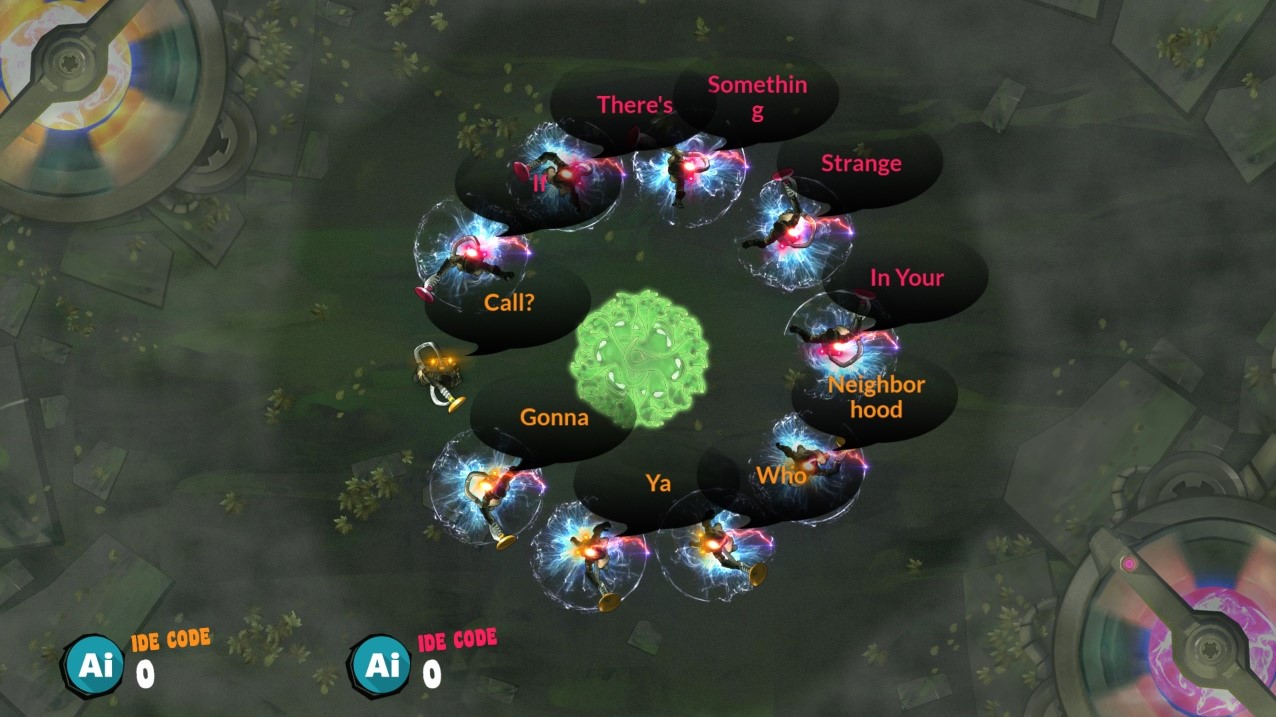 If
There's
Somethin
g
Strange
In Your
Neighbor
hood
Who
Ya
Gonna
Call?
Ai
IDE CODE
0
Ai
IDE CODE
0